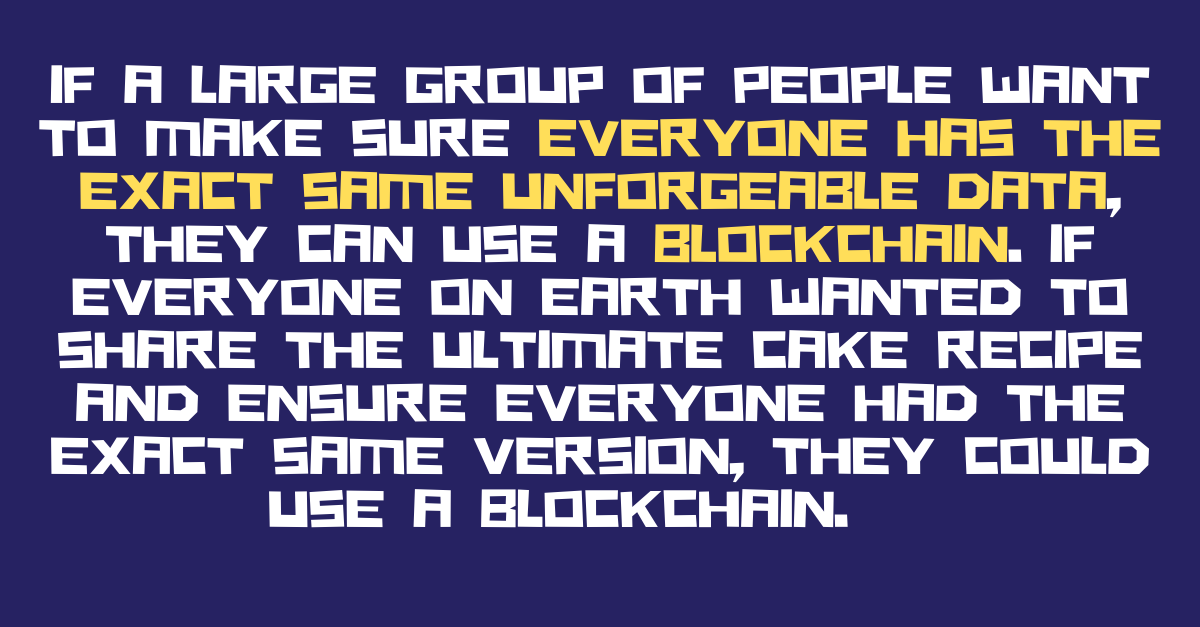 IF A LARGE GROUP OF PEOPLE WANT
TO MAKE SURE EVERYONE HAS THE
EXACT SAME UNFORGEABLE DATA,
THEY CAN USE A BLOCKCHAIN. IF
EVERYONE ON EARTH WANTED TO
SHARE THE ULTIMATE CAKE RECIPE
AND ENSURE EVERYONE HAD THE
EXACT SAME VERSION, THEY COULD
USE A BLOCKCHAIN.